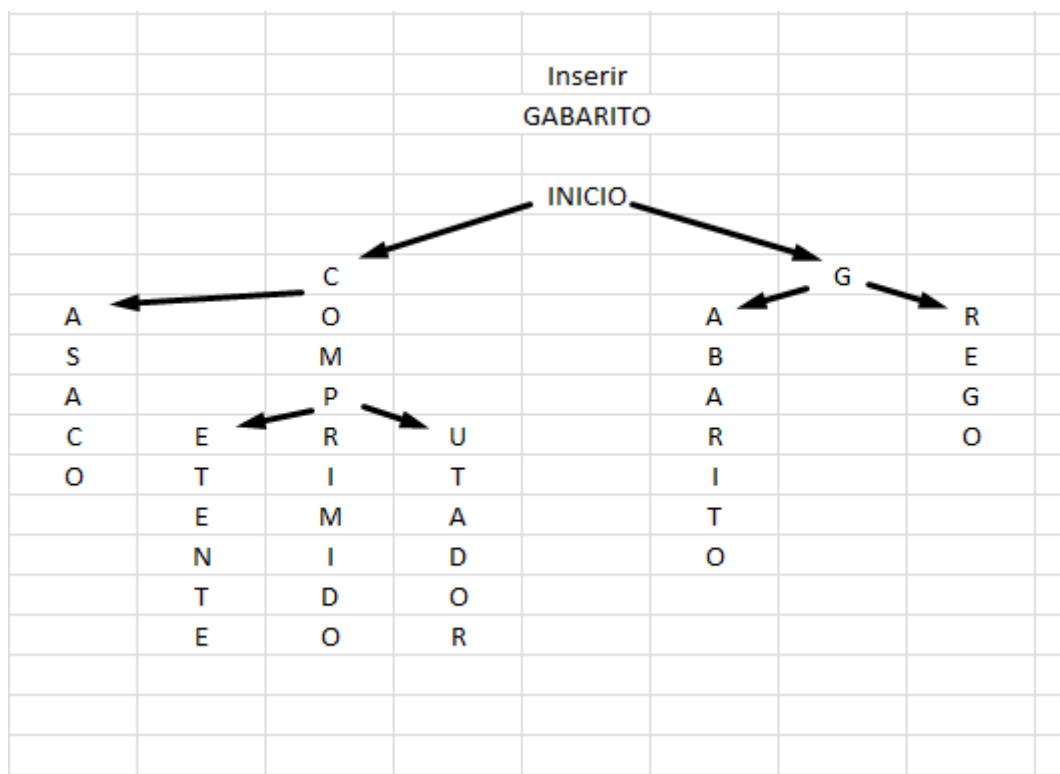 Inserir
GABARITO
INICIO
C G
A O A R
S M B E
A P A G
C E R U R O
O T I T I
E M A T
N I D O
T D O
E O R